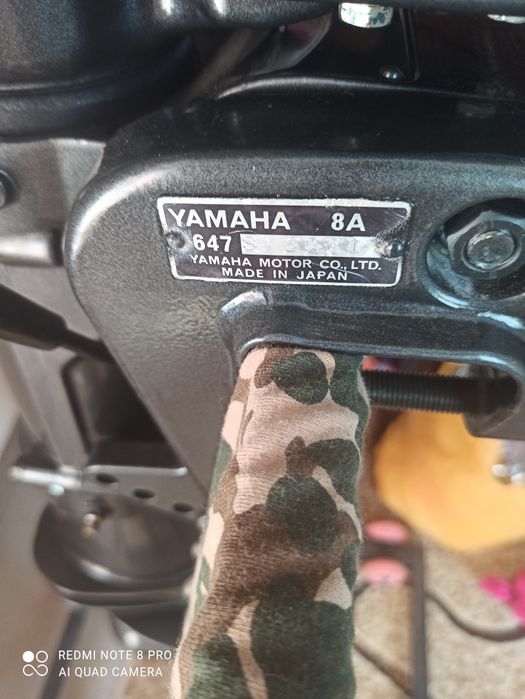 YAMAHA 8A
647 S
YAMAHA MOTOR CO., LTD.
MADE IN JAPAN
REDMI NOTE 8 PRO
AI QUAD CAMERA